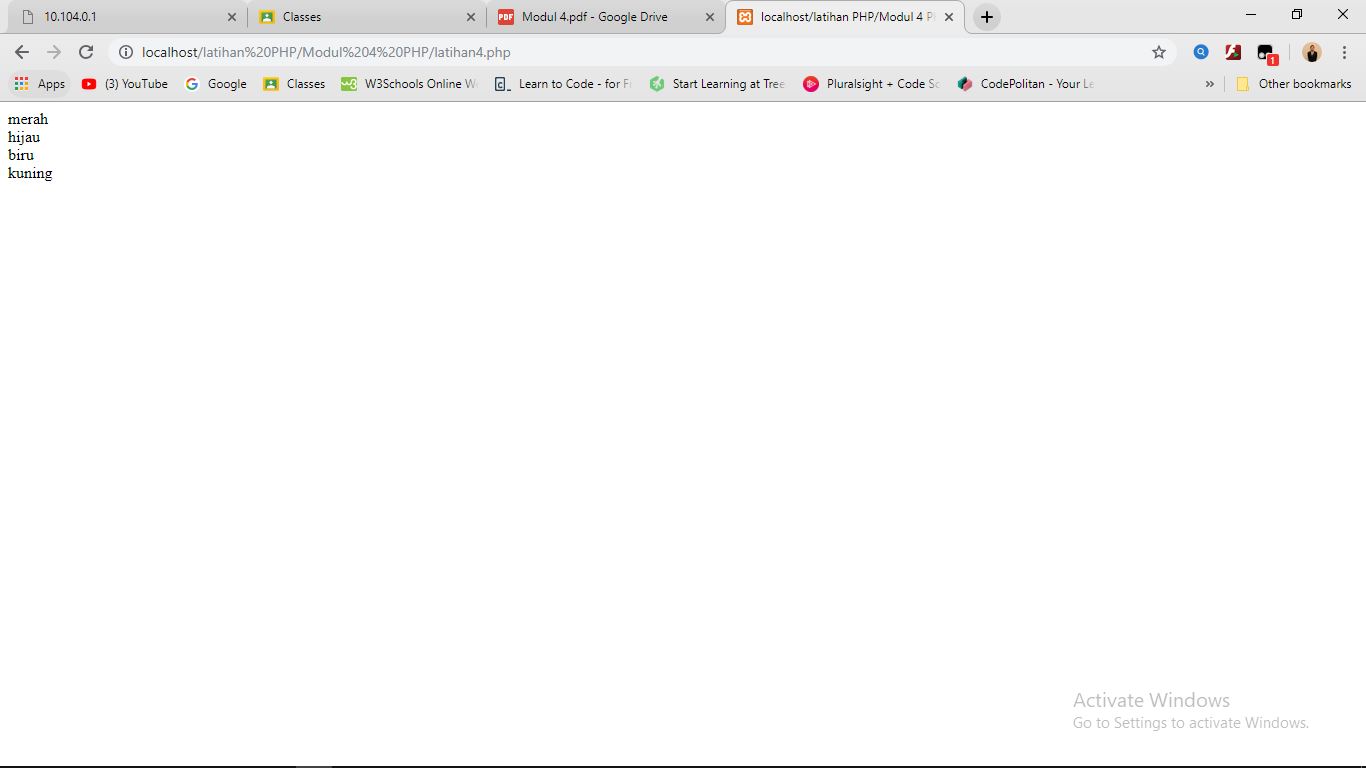 10.104.0.1
Classes
PDF
Modul 4.pdf - Google Drive
localhost/latihan PHP/Modul 4 P
localhost/latihan%20PHP/Modul%204%20PHP/latihan4.php
1
Apps
(3) YouTube
Google
Classes
W3Schools Online W
Learn to Code - for F
Start Learning at Tree
Pluralsight + Code Sc
CodePolitan - Your Le
»
Other bookmarks
merah
hijau
biru
kuning
Activate Windows
Go to Settings to activate Windows.